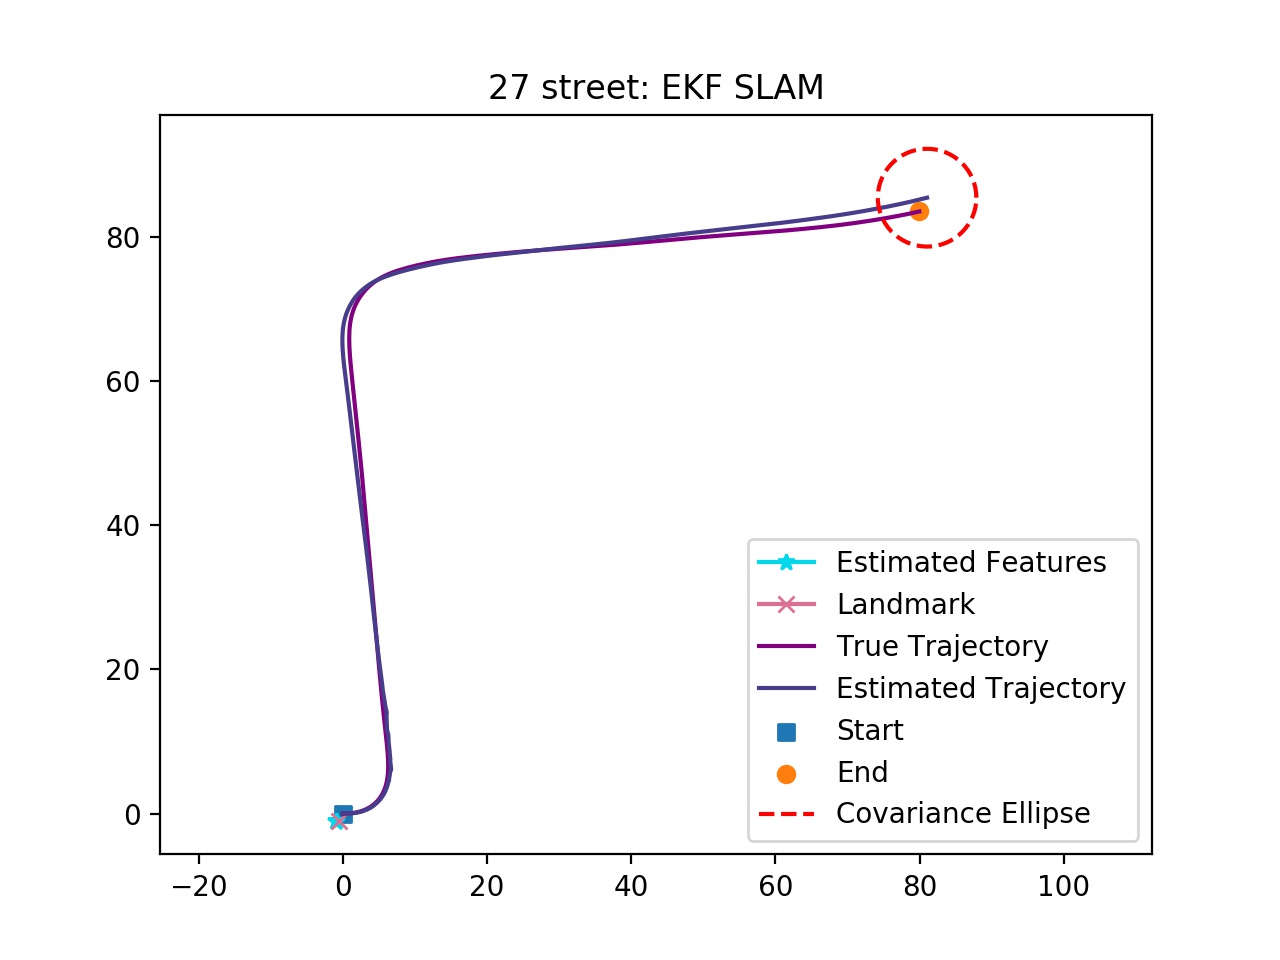 27 street: EKF SLAM
80
60
40
20
0
Estimated Features
Landmark
True Trajectory
Estimated Trajectory
Start
End
Covariance Ellipse
−20 0 20 40 60 80 100